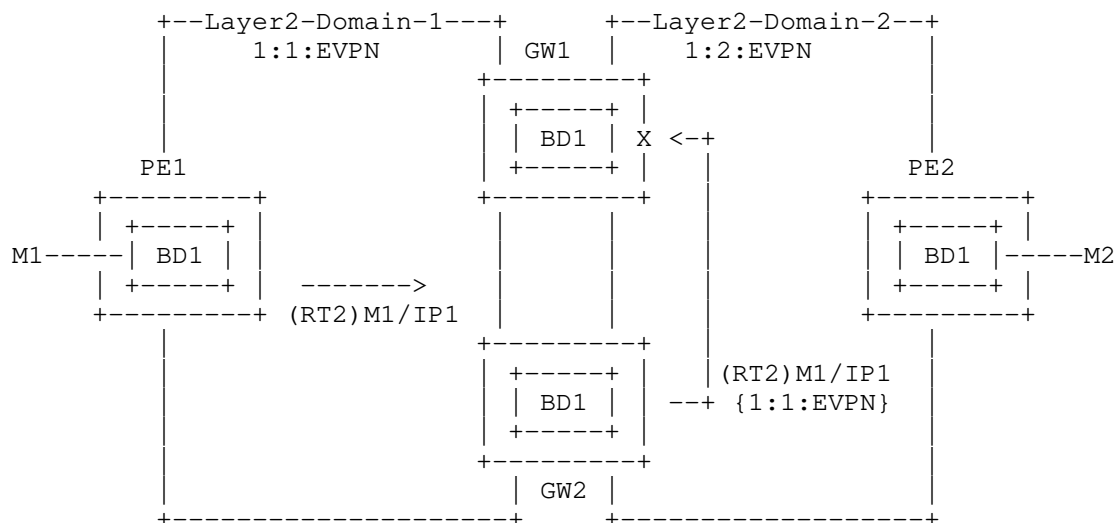 Layer2-Domain-1 Layer2-Domain-2
1:1:EVPN GW1 1:2:EVPN
BD1 X <-+
PE1 PE2
M1 BD1 BD1 M2
------->
(RT2)M1/IP1
(RT2)M1/IP1
BD1 --+ {1:1:EVPN}
GW2